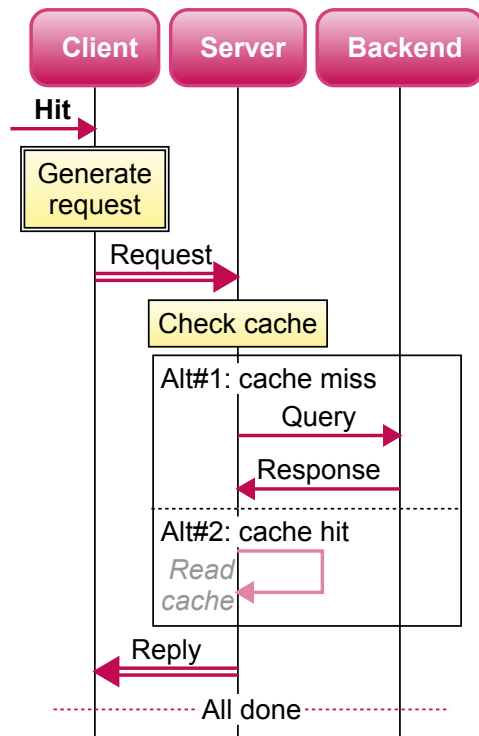 Client Server Backend
Hit
Generate
request
Request
Check cache
Alt#1: cache miss
Query
Response
Alt#2: cache hit
Read
cache
Reply
All done